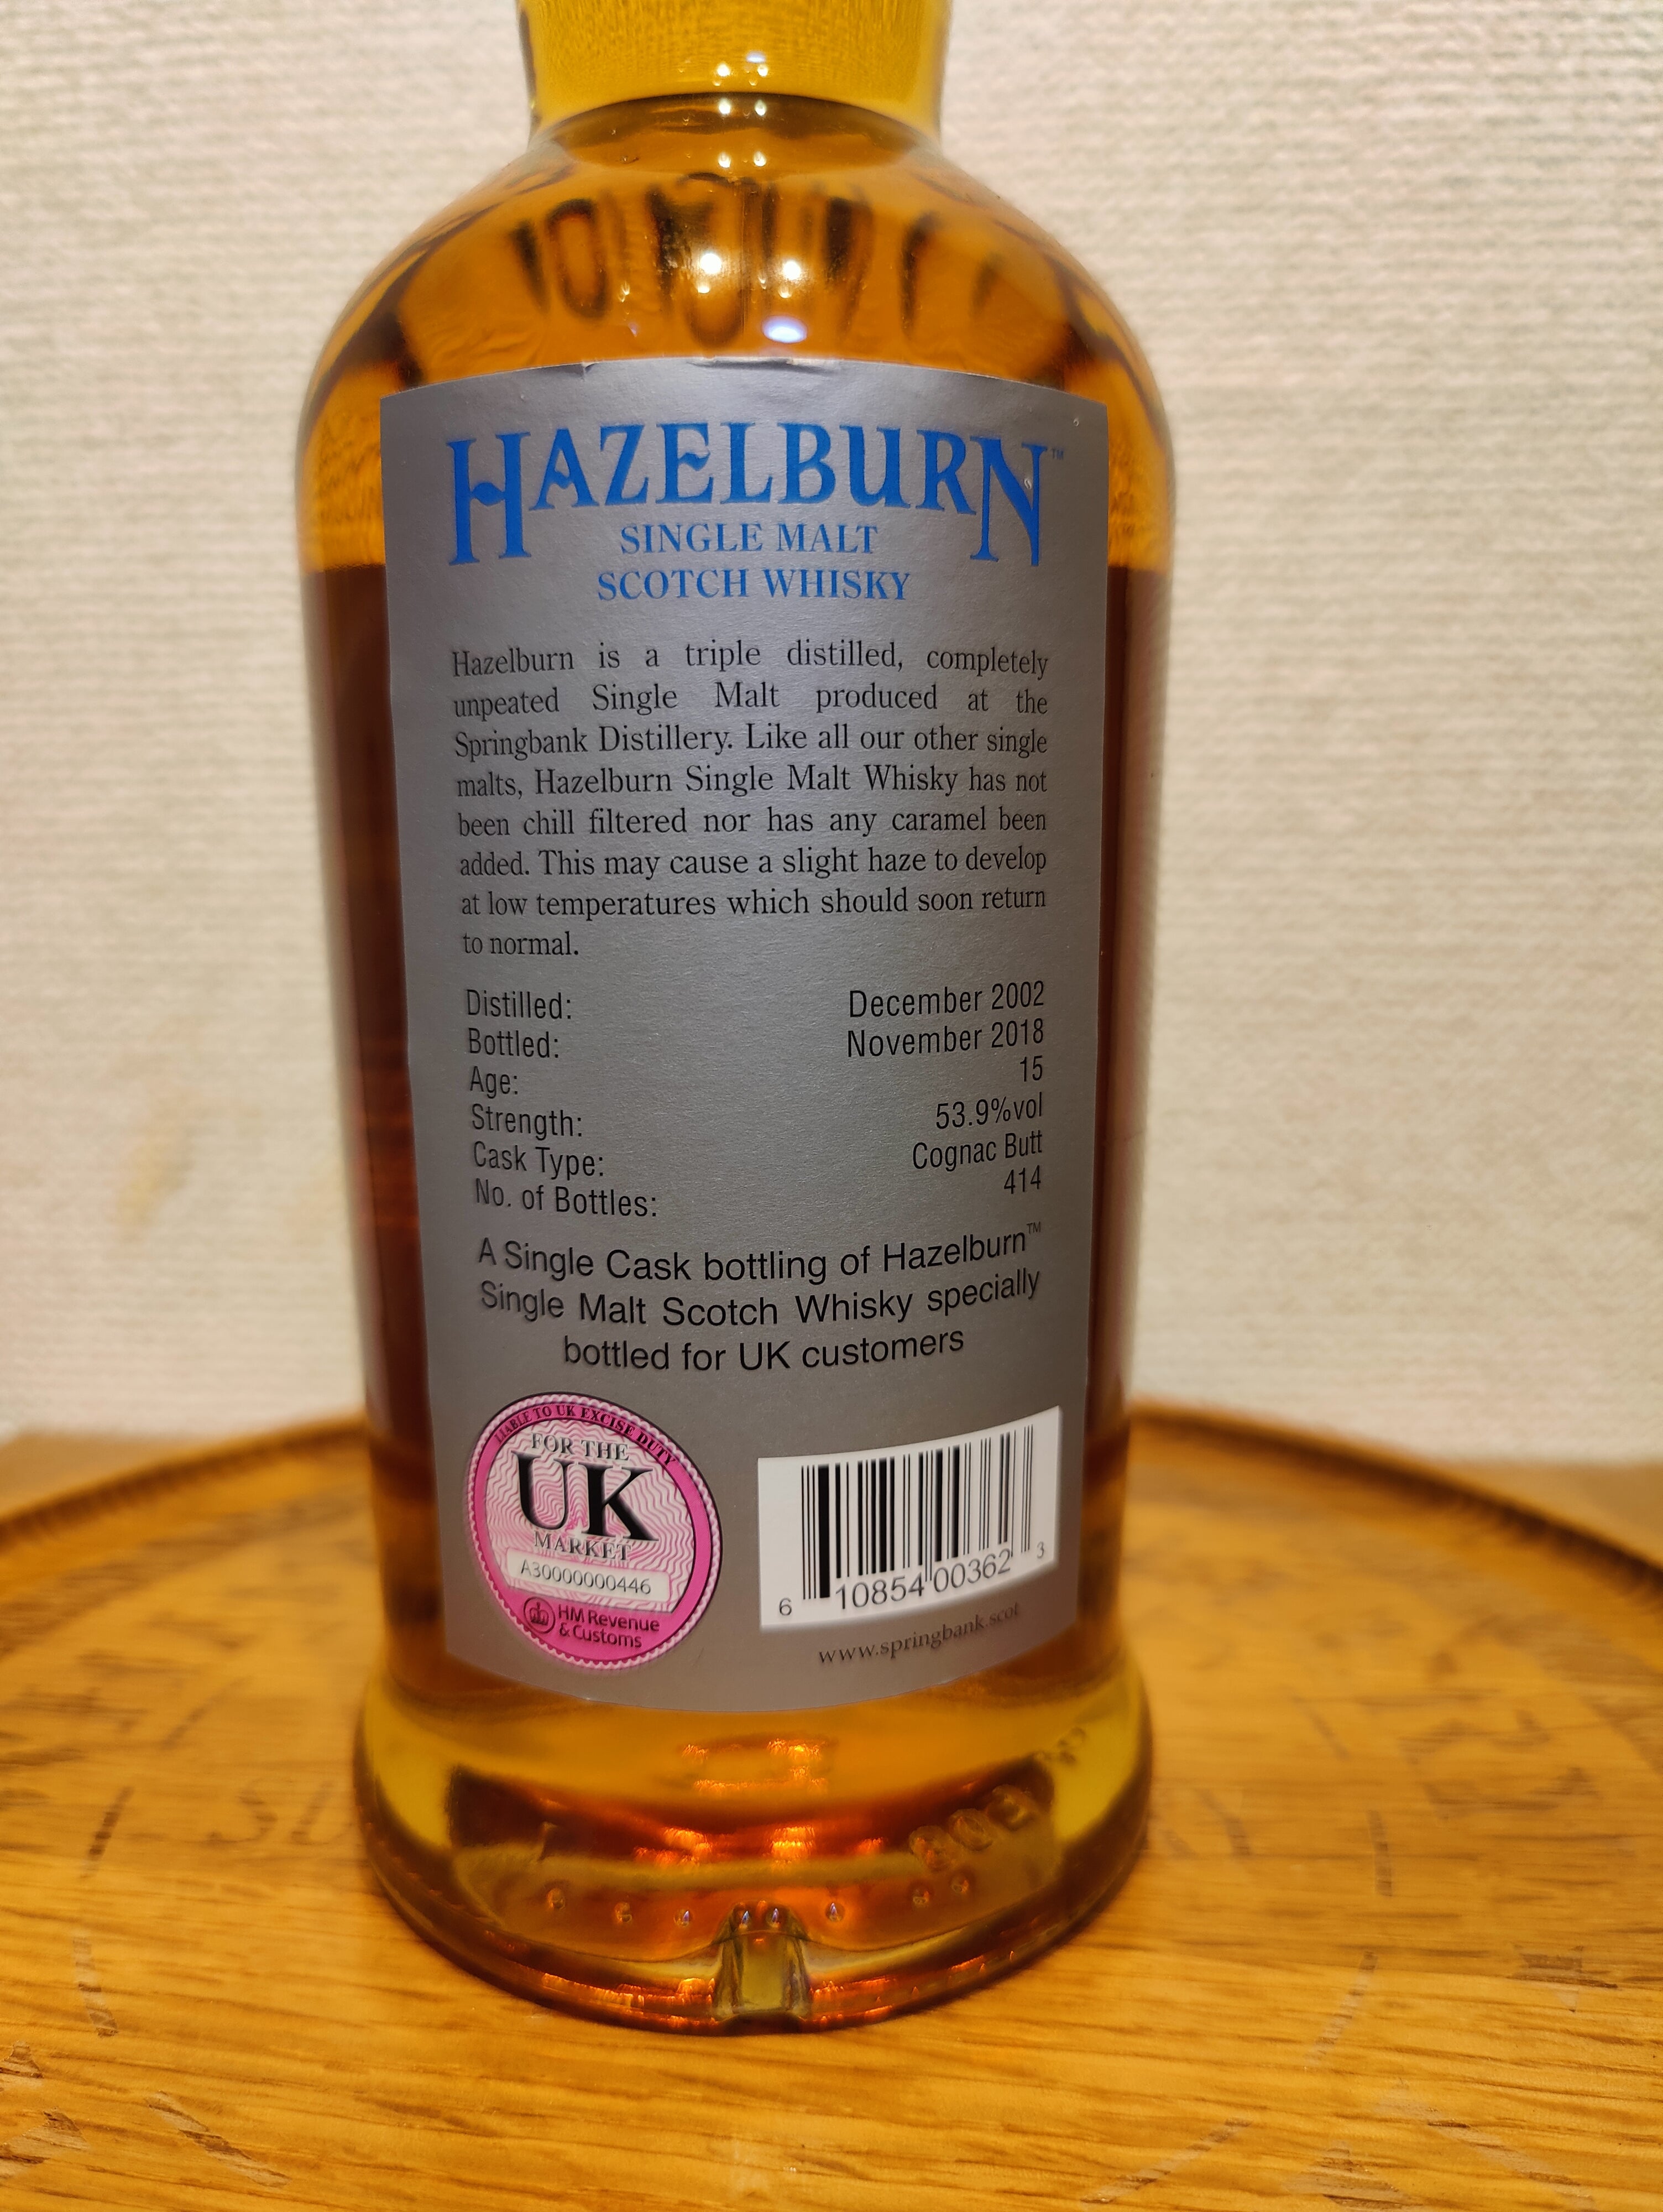 HAZELBURN™
SINGLE MALT
SCOTCH WHISKY
Hazelburn is a triple distilled, completely
unpeated Single Malt produced at the
Springbank Distillery. Like all our other single
malts, Hazelburn Single Malt Whisky has not
been chill filtered nor has any caramel been
added. This may cause a slight haze to develop
at low temperatures which should soon return
to normal.
Distilled: December 2002
Bottled: November 2018
Age: 15
Strength: 53.9%vol
Cask Type: Cognac Butt
No. of Bottles: 414
A Single Cask bottling of Hazelburn™
Single Malt Scotch Whisky specially
bottled for UK customers
LIABLE TO UK EXCISE DUTY
FOR THE
UK
MARKET
A30000000446
HM Revenue
& Customs
6 10854 00362 3
www.springbank.scot